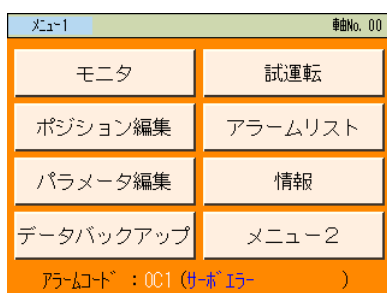 ﾒﾆｭｰ1 軸No. 00
モニタ 試運転
ポジション編集 アラームリスト
パラメータ編集 情報
データバックアップ メニュー２
ｱﾗｰﾑｺｰﾄﾞ : 0C1 (ｻｰﾎﾞｴﾗｰ )